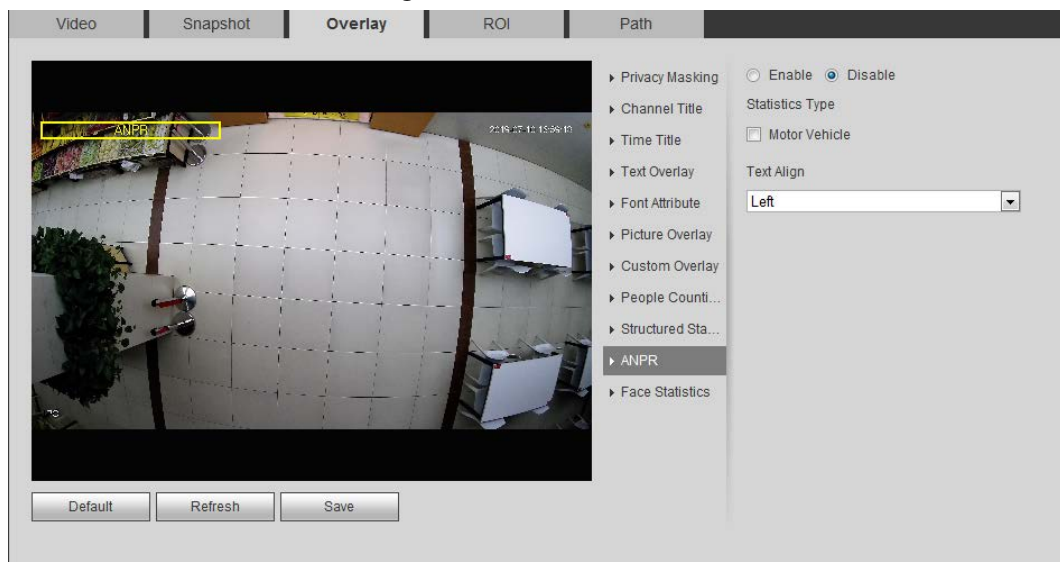 Video
Snapshot
Overlay
ROI
Path
ANPR
Privacy Masking
Channel Title
Time Title
Text Overlay
Font Attribute
Picture Overlay
Custom Overlay
People Counti...
Structured Sta...
ANPR
Face Statistics
Enable
Disable
Statistics Type
Motor Vehicle
Text Align
Left
Default
Refresh
Save